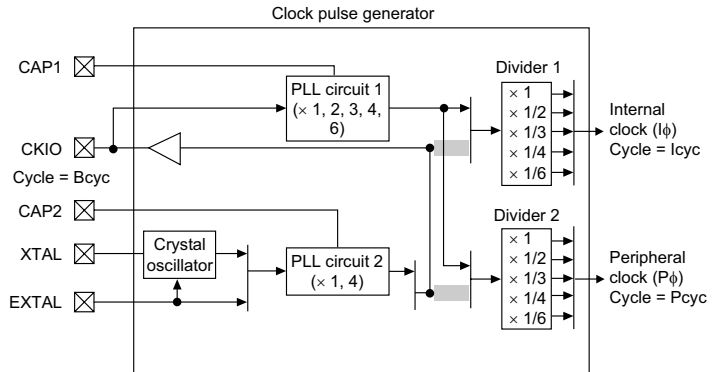 Clock pulse generator
CAP1
PLL circuit 1
(× 1, 2, 3, 4,
6)
Divider 1
× 1
× 1/2
× 1/3
× 1/4
× 1/6
Internal
clock (Iϕ)
Cycle = Icyc
CKIO
Cycle = Bcyc
CAP2
XTAL
Crystal
oscillator
EXTAL
PLL circuit 2
(× 1, 4)
Divider 2
× 1
× 1/2
× 1/3
× 1/4
× 1/6
Peripheral
clock (Pϕ)
Cycle = Pcyc